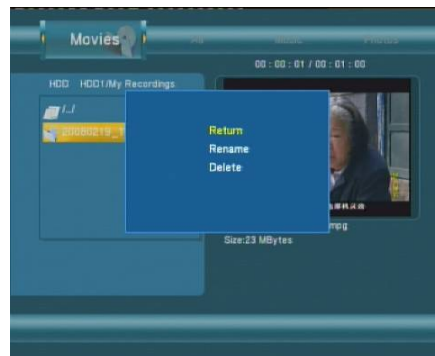 Movies
00 : 00 : 01 / 00 : 01 : 00
HDD HDD1/My Recordings
/../
20080219_1
Return
Rename
Delete
mpg
Size:23 MBytes